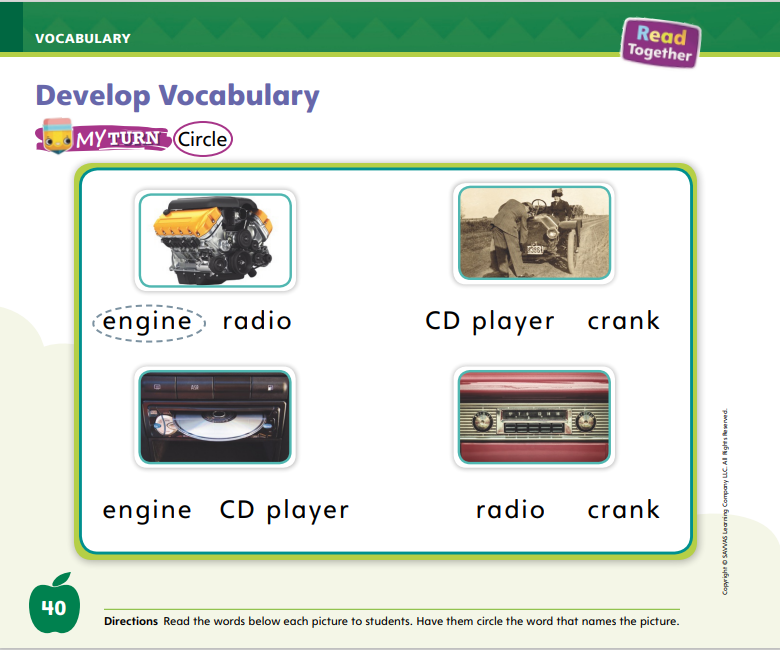 VOCABULARY
Read
Together
Develop Vocabulary
MY TURN Circle
engine radio
CD player crank
engine CD player
radio crank
Copyright © SAVVAS Learning Company LLC. All Rights Reserved.
40
Directions Read the words below each picture to students. Have them circle the word that names the picture.